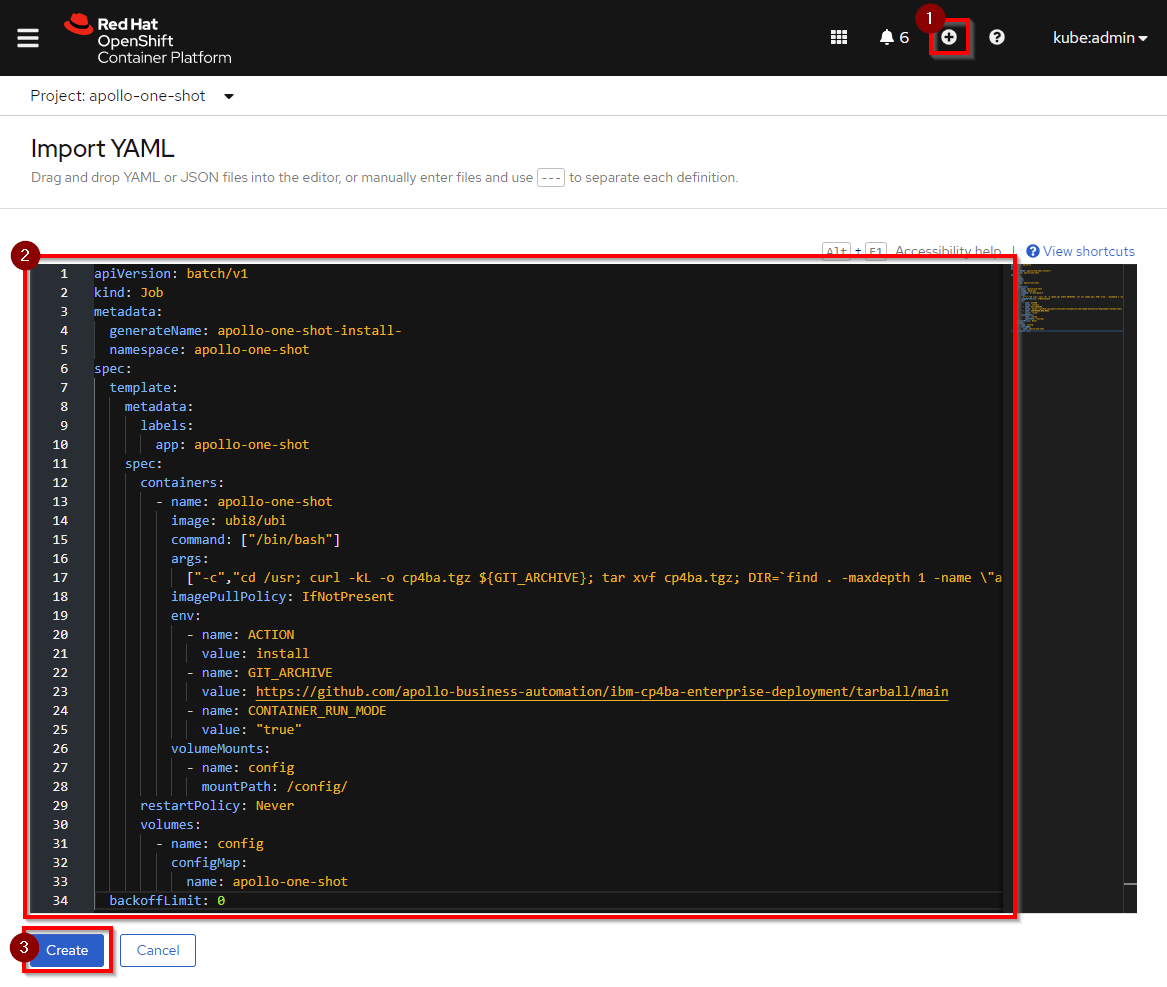 Red Hat
OpenShift
Container Platform
1
6
kube:admin
Project: apollo-one-shot
Import YAML
Drag and drop YAML or JSON files into the editor, or manually enter files and use --- to separate each definition.
2
Alt + F1 Accessibility help | View shortcuts
1 apiVersion: batch/v1
2 kind: Job
3 metadata:
4 generateName: apollo-one-shot-install-
5 namespace: apollo-one-shot
6 spec:
7 template:
8 metadata:
9 labels:
10 app: apollo-one-shot
11 spec:
12 containers:
13 - name: apollo-one-shot
14 image: ubi8/ubi
15 command: ["/bin/bash"]
16 args:
17 ["-c","cd /usr; curl -kL -o cp4ba.tgz ${GIT_ARCHIVE}; tar xvf cp4ba.tgz; DIR=`find . -maxdepth 1 -name \"a
18 imagePullPolicy: IfNotPresent
19 env:
20 - name: ACTION
21 value: install
22 - name: GIT_ARCHIVE
23 value: https://github.com/apollo-business-automation/ibm-cp4ba-enterprise-deployment/tarball/main
24 - name: CONTAINER_RUN_MODE
25 value: "true"
26 volumeMounts:
27 - name: config
28 mountPath: /config/
29 restartPolicy: Never
30 volumes:
31 - name: config
32 configMap:
33 name: apollo-one-shot
34 backoffLimit: 0
3
Create
Cancel